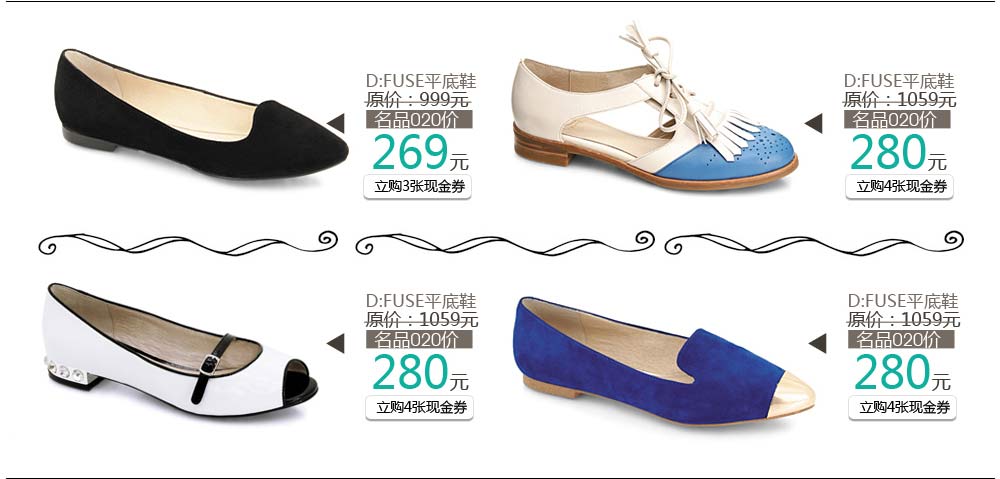 D:FUSE平底鞋
原价：999元
名品020价
269元
立购3张现金券
D:FUSE平底鞋
原价：1059元
名品020价
280元
立购4张现金券
D:FUSE平底鞋
原价：1059元
名品020价
280元
立购4张现金券
D:FUSE平底鞋
原价：1059元
名品020价
280元
立购4张现金券